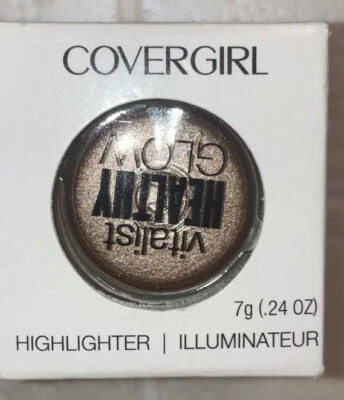 COVERGIRL
vitalist
HEALTHY
GLOW
7g (.24 OZ)
HIGHLIGHTER | ILLUMINATEUR